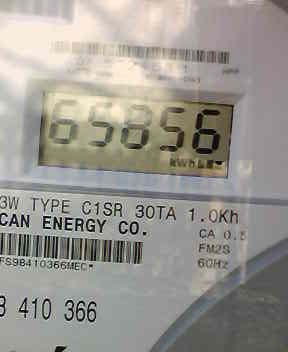 65856
kWh
3W TYPE C1SR 30TA 1.0Kh
CAN ENERGY CO.
CA 0.5
FM2S
FS98410366MEC*
60Hz
8 410 366